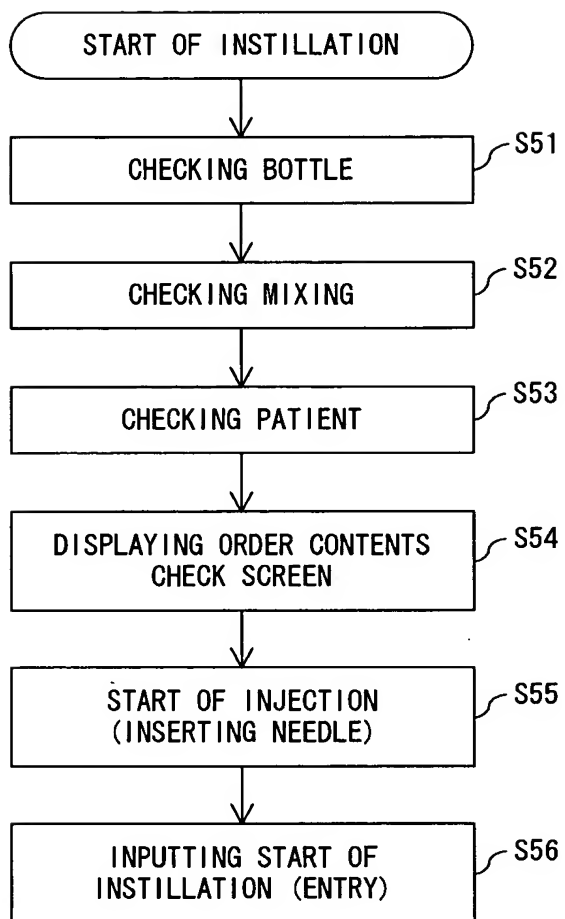 START OF INSTILLATION
S51
CHECKING BOTTLE
S52
CHECKING MIXING
S53
CHECKING PATIENT
S54
DISPLAYING ORDER CONTENTS
CHECK SCREEN
S55
START OF INJECTION
(INSERTING NEEDLE)
S56
INPUTTING START OF
INSTILLATION (ENTRY)